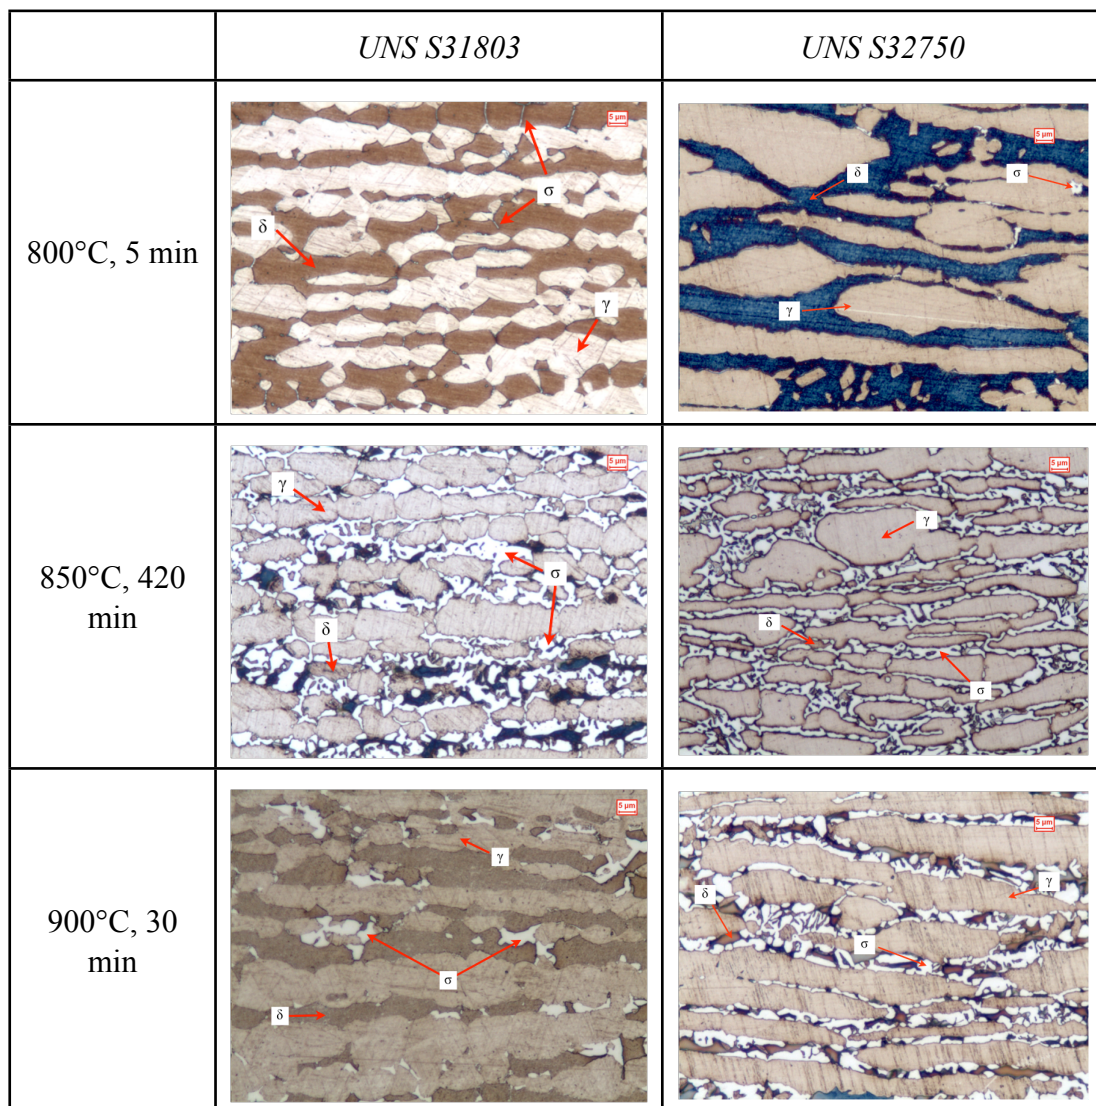 UNS S31803
UNS S32750
800°C, 5 min
5 µm
σ
δ
γ
5 µm
δ
σ
γ
850°C, 420
min
5 µm
γ
σ
δ
5 µm
γ
δ
σ
900°C, 30
min
5 µm
γ
σ
δ
5 µm
γ
δ
σ